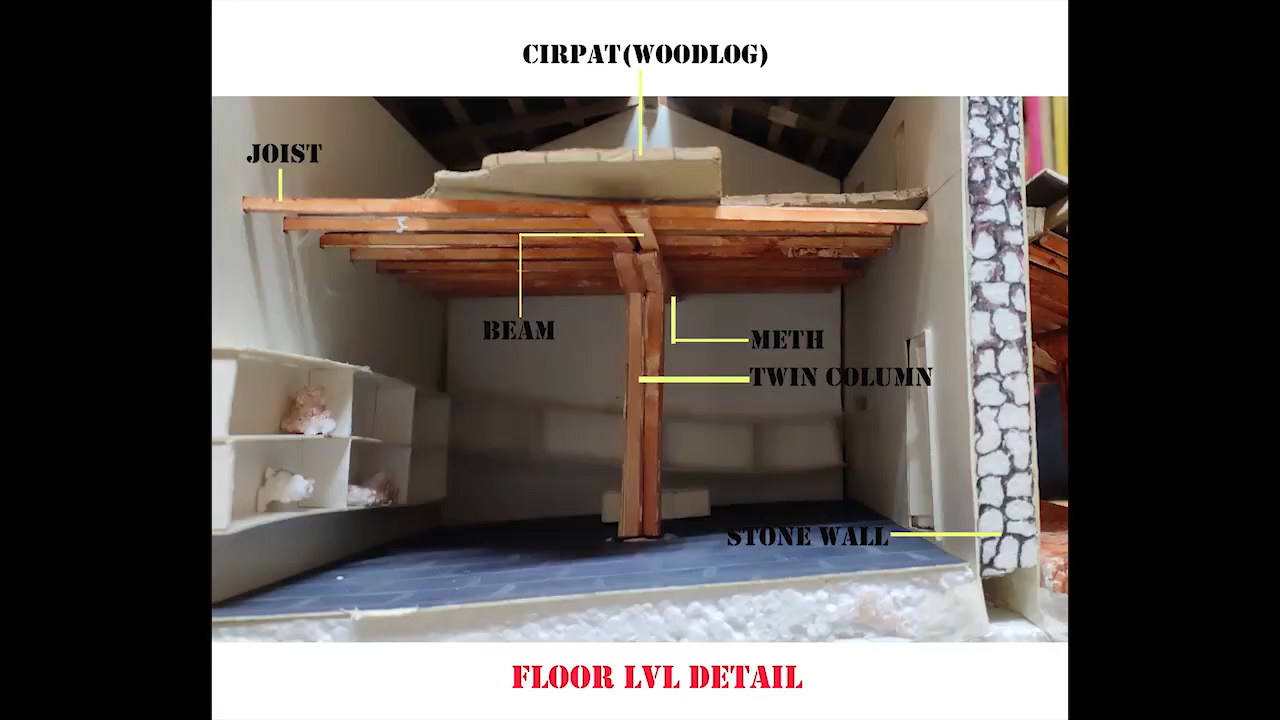 CIRPAT(WOODLOG)
JOIST
BEAM
METH
TWIN COLUMN
STONE WALL
FLOOR LVL DETAIL